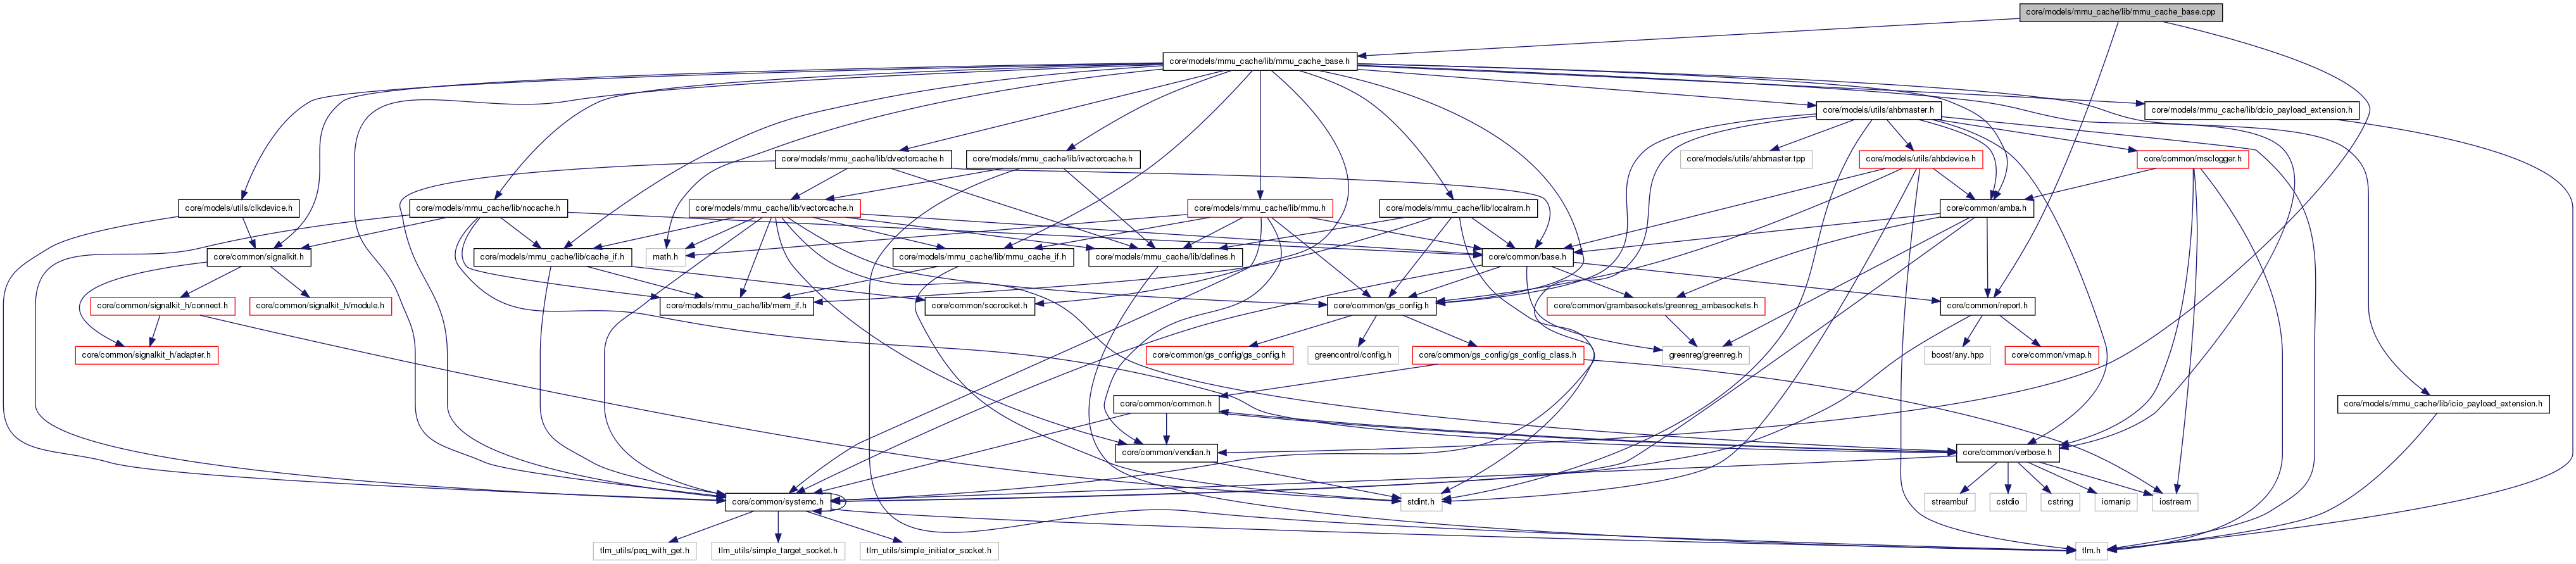 core/models/mmu_cache/lib/mmu_cache_base.cpp
core/models/mmu_cache/lib/mmu_cache_base.h
core/models/utils/ahbmaster.h
core/models/mmu_cache/lib/dcio_payload_extension.h
core/models/mmu_cache/lib/dvectorcache.h
core/models/mmu_cache/lib/ivectorcache.h
core/models/utils/ahbmaster.tpp
core/models/utils/ahbdevice.h
core/common/msclogger.h
core/models/utils/clkdevice.h
core/models/mmu_cache/lib/nocache.h
core/models/mmu_cache/lib/vectorcache.h
core/models/mmu_cache/lib/mmu.h
core/models/mmu_cache/lib/localram.h
core/common/amba.h
core/common/signalkit.h
core/models/mmu_cache/lib/cache_if.h
math.h
core/models/mmu_cache/lib/mmu_cache_if.h
core/models/mmu_cache/lib/defines.h
core/common/base.h
core/common/signalkit_h/connect.h
core/common/signalkit_h/module.h
core/models/mmu_cache/lib/mem_if.h
core/common/socrocket.h
core/common/gs_config.h
core/common/grambasockets/greenreg_ambasockets.h
core/common/report.h
core/common/signalkit_h/adapter.h
core/common/gs_config/gs_config.h
greencontrol/config.h
core/common/gs_config/gs_config_class.h
greenreg/greenreg.h
boost/any.hpp
core/common/vmap.h
core/common/common.h
core/models/mmu_cache/lib/icio_payload_extension.h
core/common/vendian.h
core/common/verbose.h
core/common/systemc.h
stdint.h
streambuf
cstdio
cstring
iomanip
iostream
tlm_utils/peq_with_get.h
tlm_utils/simple_target_socket.h
tlm_utils/simple_initiator_socket.h
tlm.h